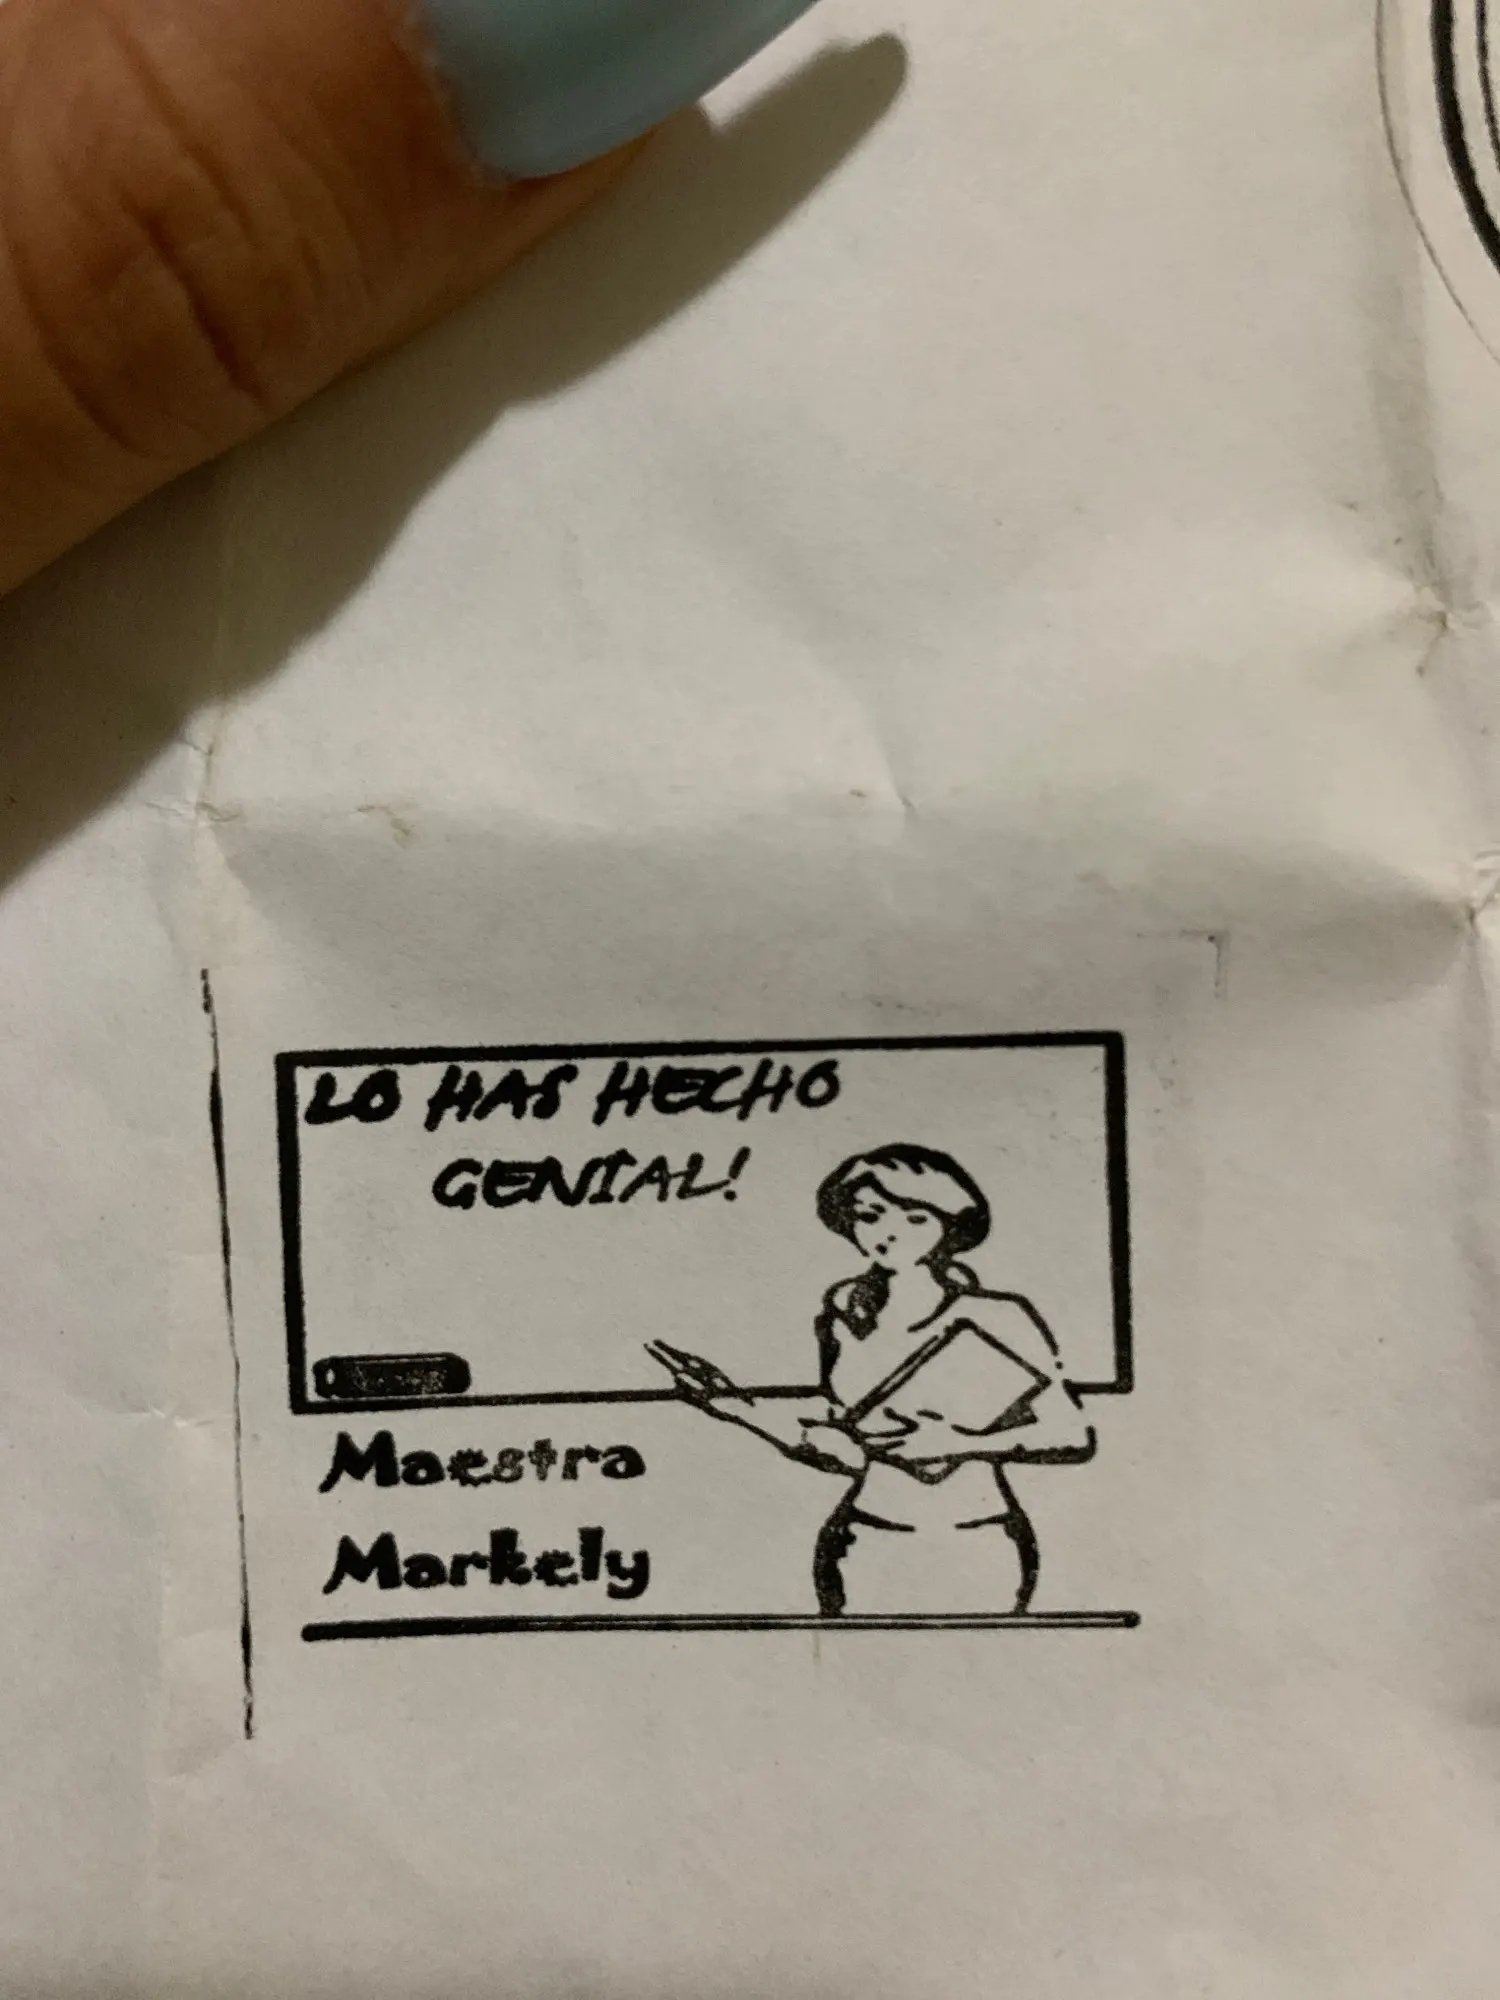 LO HAS HECHO
GENIAL!
Maestra
Markely